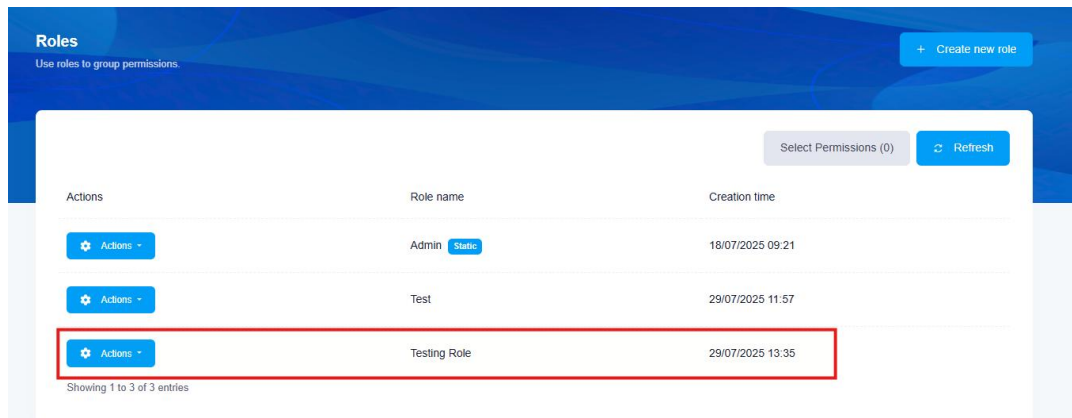 Roles
Use roles to group permissions.
+ Create new role
Select Permissions (0)
Refresh
Actions Role name Creation time
Actions Admin Static 18/07/2025 09:21
Actions Test 29/07/2025 11:57
Actions Testing Role 29/07/2025 13:35
Showing 1 to 3 of 3 entries